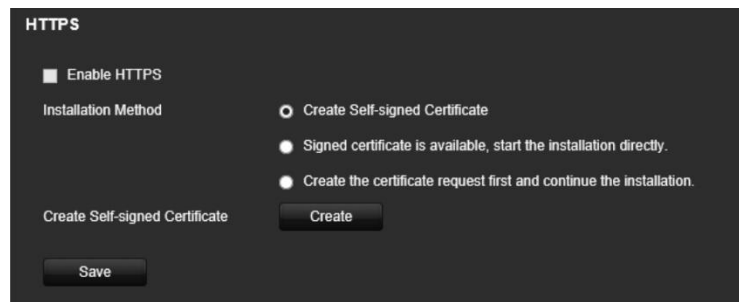 HTTPS
Enable HTTPS
Installation Method
Create Self-signed Certificate
Signed certificate is available, start the installation directly.
Create the certificate request first and continue the installation.
Create Self-signed Certificate
Create
Save